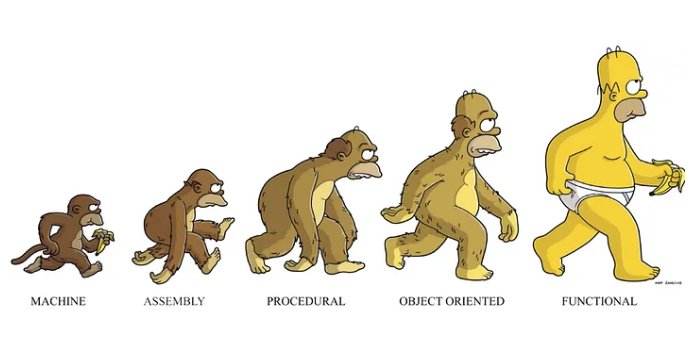 MACHINE
ASSEMBLY
PROCEDURAL
OBJECT ORIENTED
FUNCTIONAL